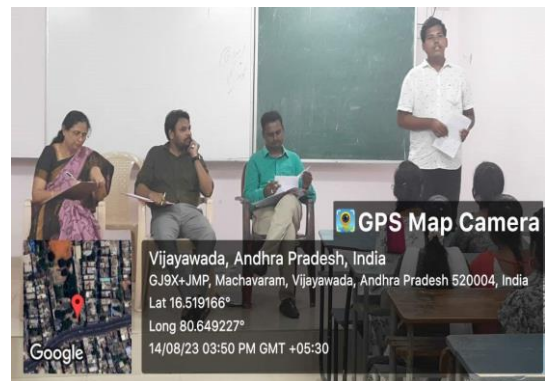 GPS Map Camera
Vijayawada, Andhra Pradesh, India
GJ9X+JMP, Machavaram, Vijayawada, Andhra Pradesh 520004, India
Lat 16.519166°
Long 80.649227°
14/08/23 03:50 PM GMT +05:30
Google